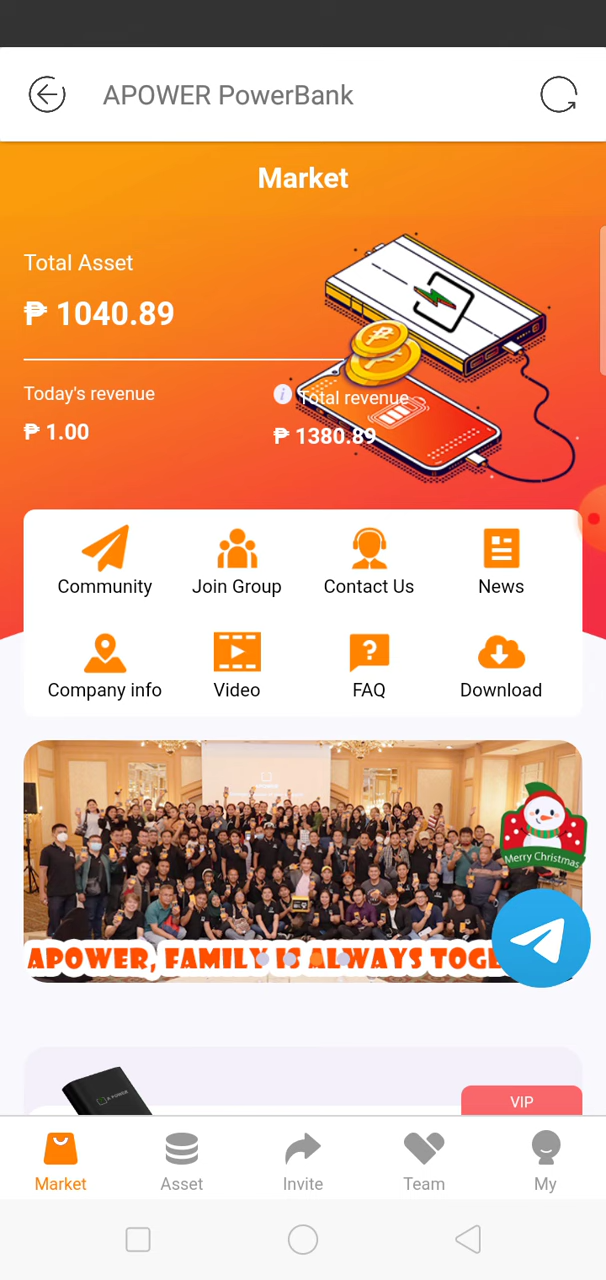 APOWER PowerBank
Market
Total Asset
₱ 1040.89
Today's revenue
i Total revenue
₱ 1.00
₱ 1380.89
Community
Join Group
Contact Us
News
Company info
Video
FAQ
Download
Merry Christmas
APOWER, FAMILY IS ALWAYS TOGE
A POWER
VIP
Market
Asset
Invite
Team
My